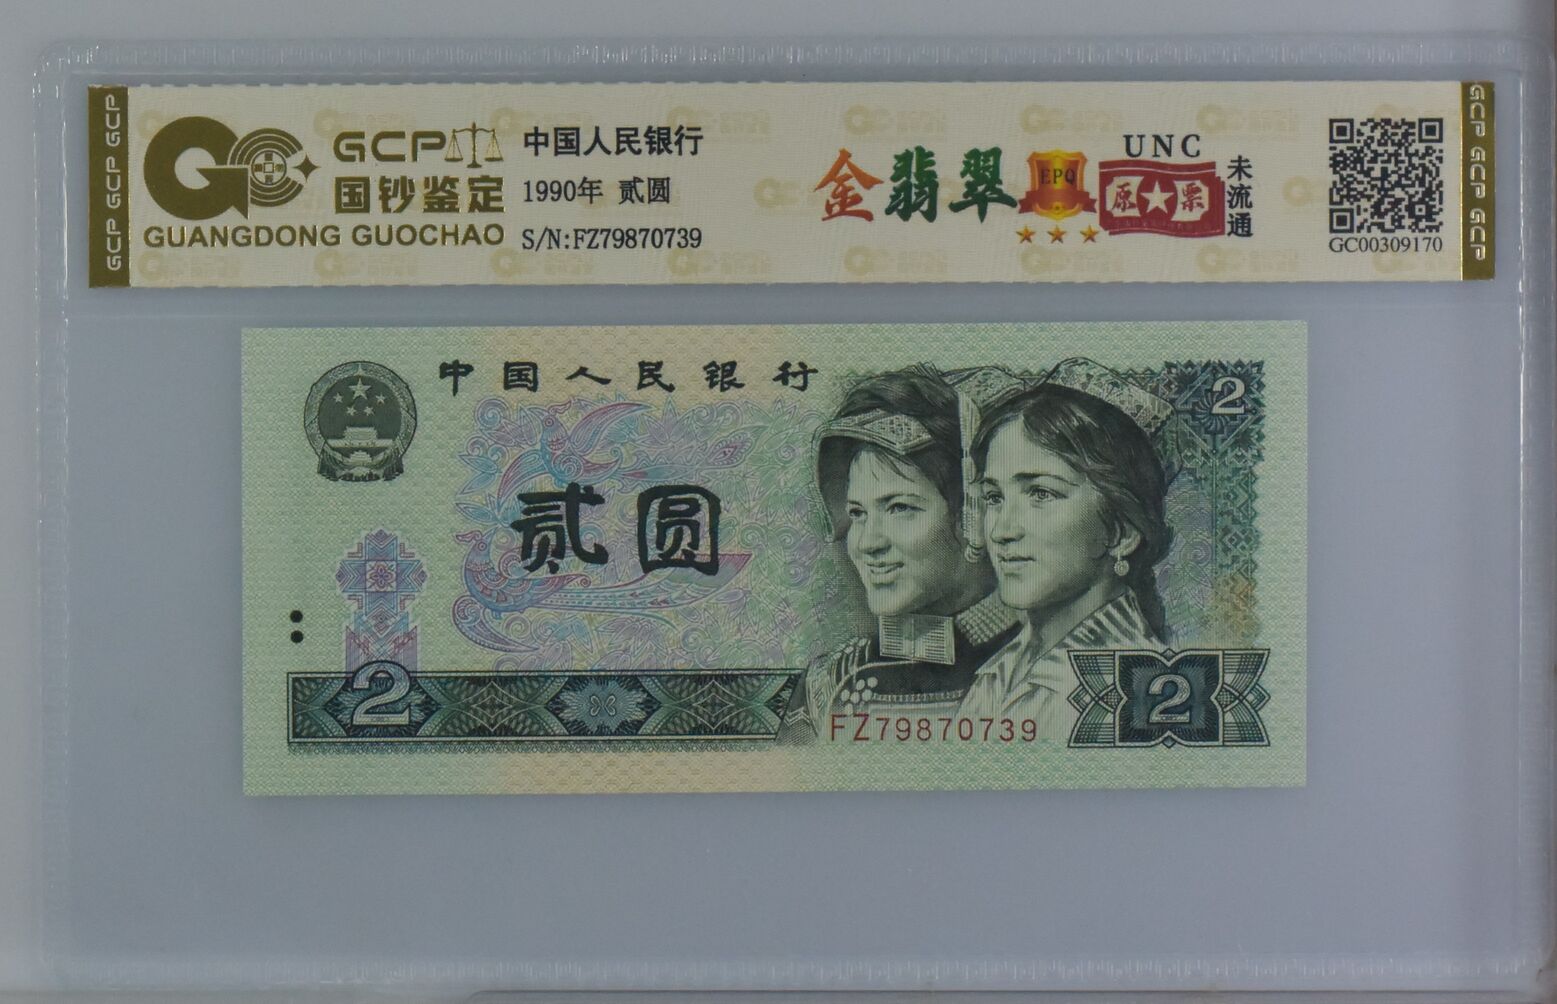 GCP GCP GCP
GCP
国钞鉴定
GUANGDONG GUOCHAO
中国人民银行
1990年 贰圆
S/N:FZ79870739
金翡翠
EPQ
UNC
原★票
未流通
GC00309170
GCP GCP GCP
中国人民银行
2
贰圆
2
2
FZ79870739